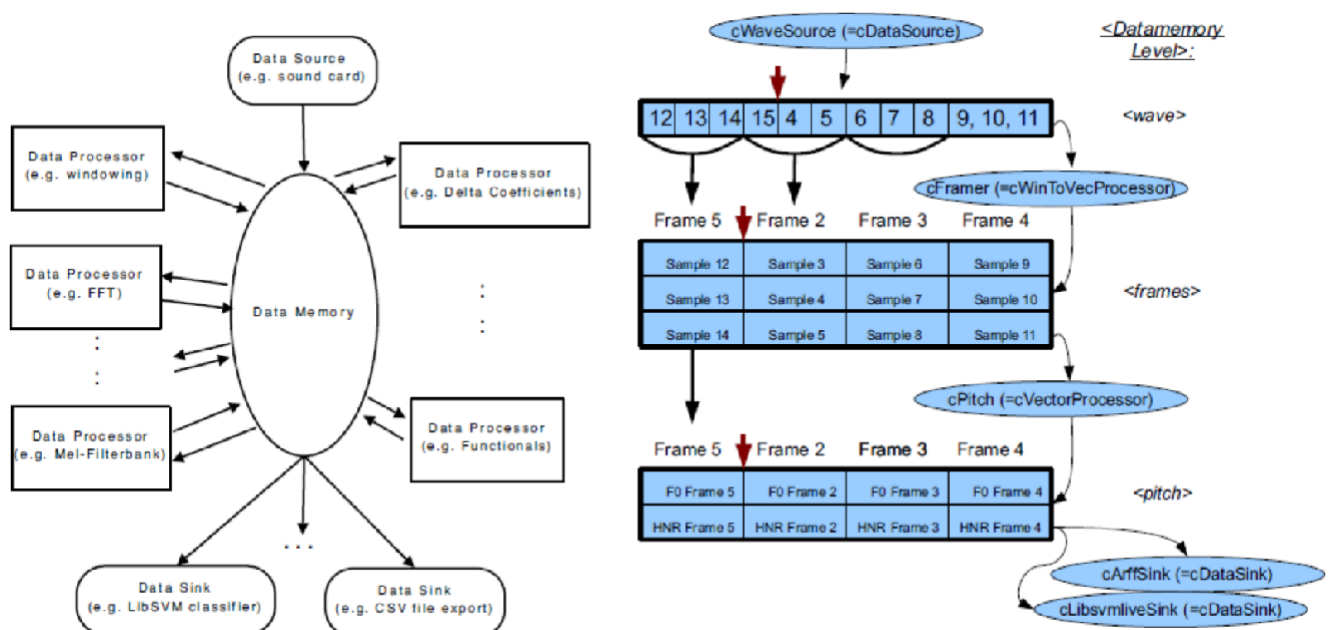 Data Source
(e.g. sound card)
Data Processor
(e.g. windowing)
Data Processor
(e.g. Delta Coefficients)
Data Processor
(e.g. FFT)
:
:
Data Memory
:
:
Data Processor
(e.g. Mel-Filterbank)
Data Processor
(e.g. Functionals)
...
Data Sink
(e.g. LibSVM classifier)
Data Sink
(e.g. CSV file export)
cWaveSource (=cDataSource)
<Datamemory
Level>:
12 13 14 15 4 5 6 7 8 9, 10, 11
<wave>
cFramer (=cWinToVecProcessor)
Frame 5 Frame 2 Frame 3 Frame 4
Sample 12 Sample 3 Sample 6 Sample 9
Sample 13 Sample 4 Sample 7 Sample 10
Sample 14 Sample 5 Sample 8 Sample 11
<frames>
cPitch (=cVectorProcessor)
Frame 5 Frame 2 Frame 3 Frame 4
F0 Frame 5 F0 Frame 2 F0 Frame 3 F0 Frame 4
HNR Frame 5 HNR Frame 2 HNR Frame 3 HNR Frame 4
<pitch>
cArffSink (=cDataSink)
cLibsvmliveSink (=cDataSink)